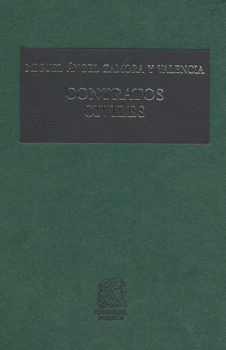 MIGUEL ÁNGEL ZAMORA Y VALENCIA
CONTRATOS
CIVILES
EDITORIAL
PORRÚA